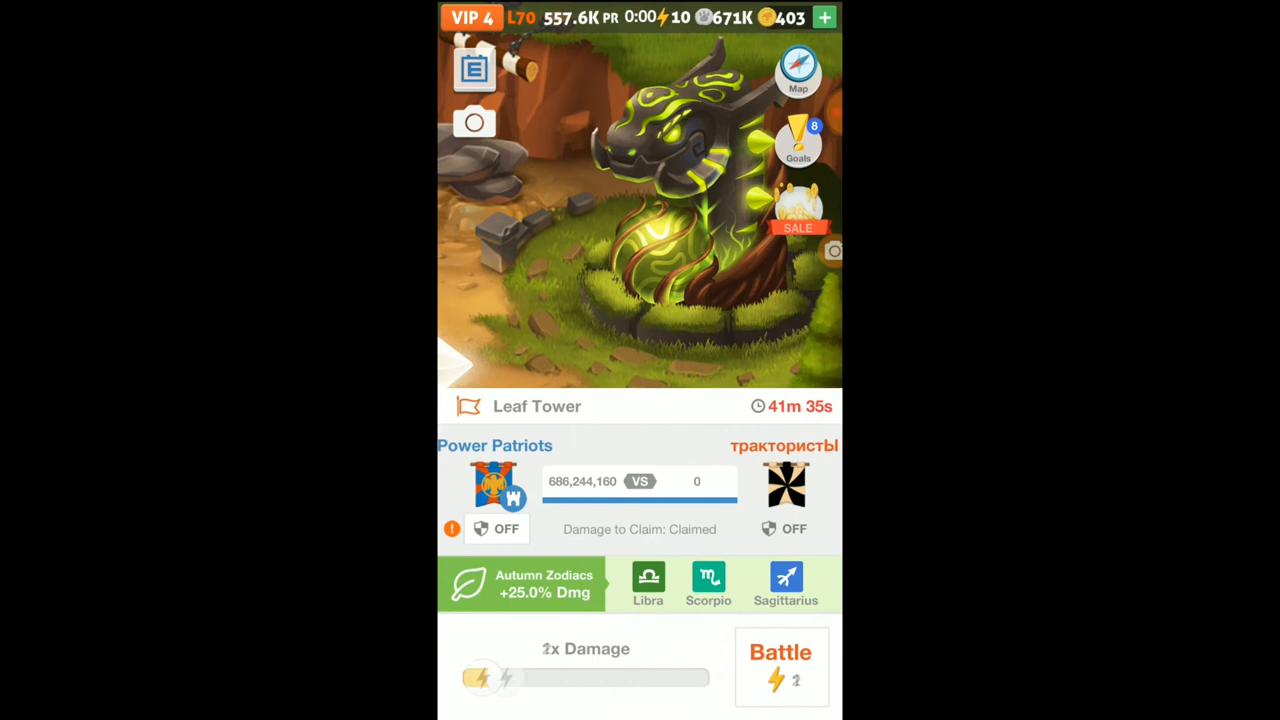 VIP 4 L70 557.6K PR 0:00 10 671K 403 +
E
Map
8
Goals
SALE
Leaf Tower 41m 35s
Power Patriots трактористЫ
686,244,160 VS 0
! OFF Damage to Claim: Claimed OFF
Autumn Zodiacs
+25.0% Dmg
Libra Scorpio Sagittarius
x Damage
Battle